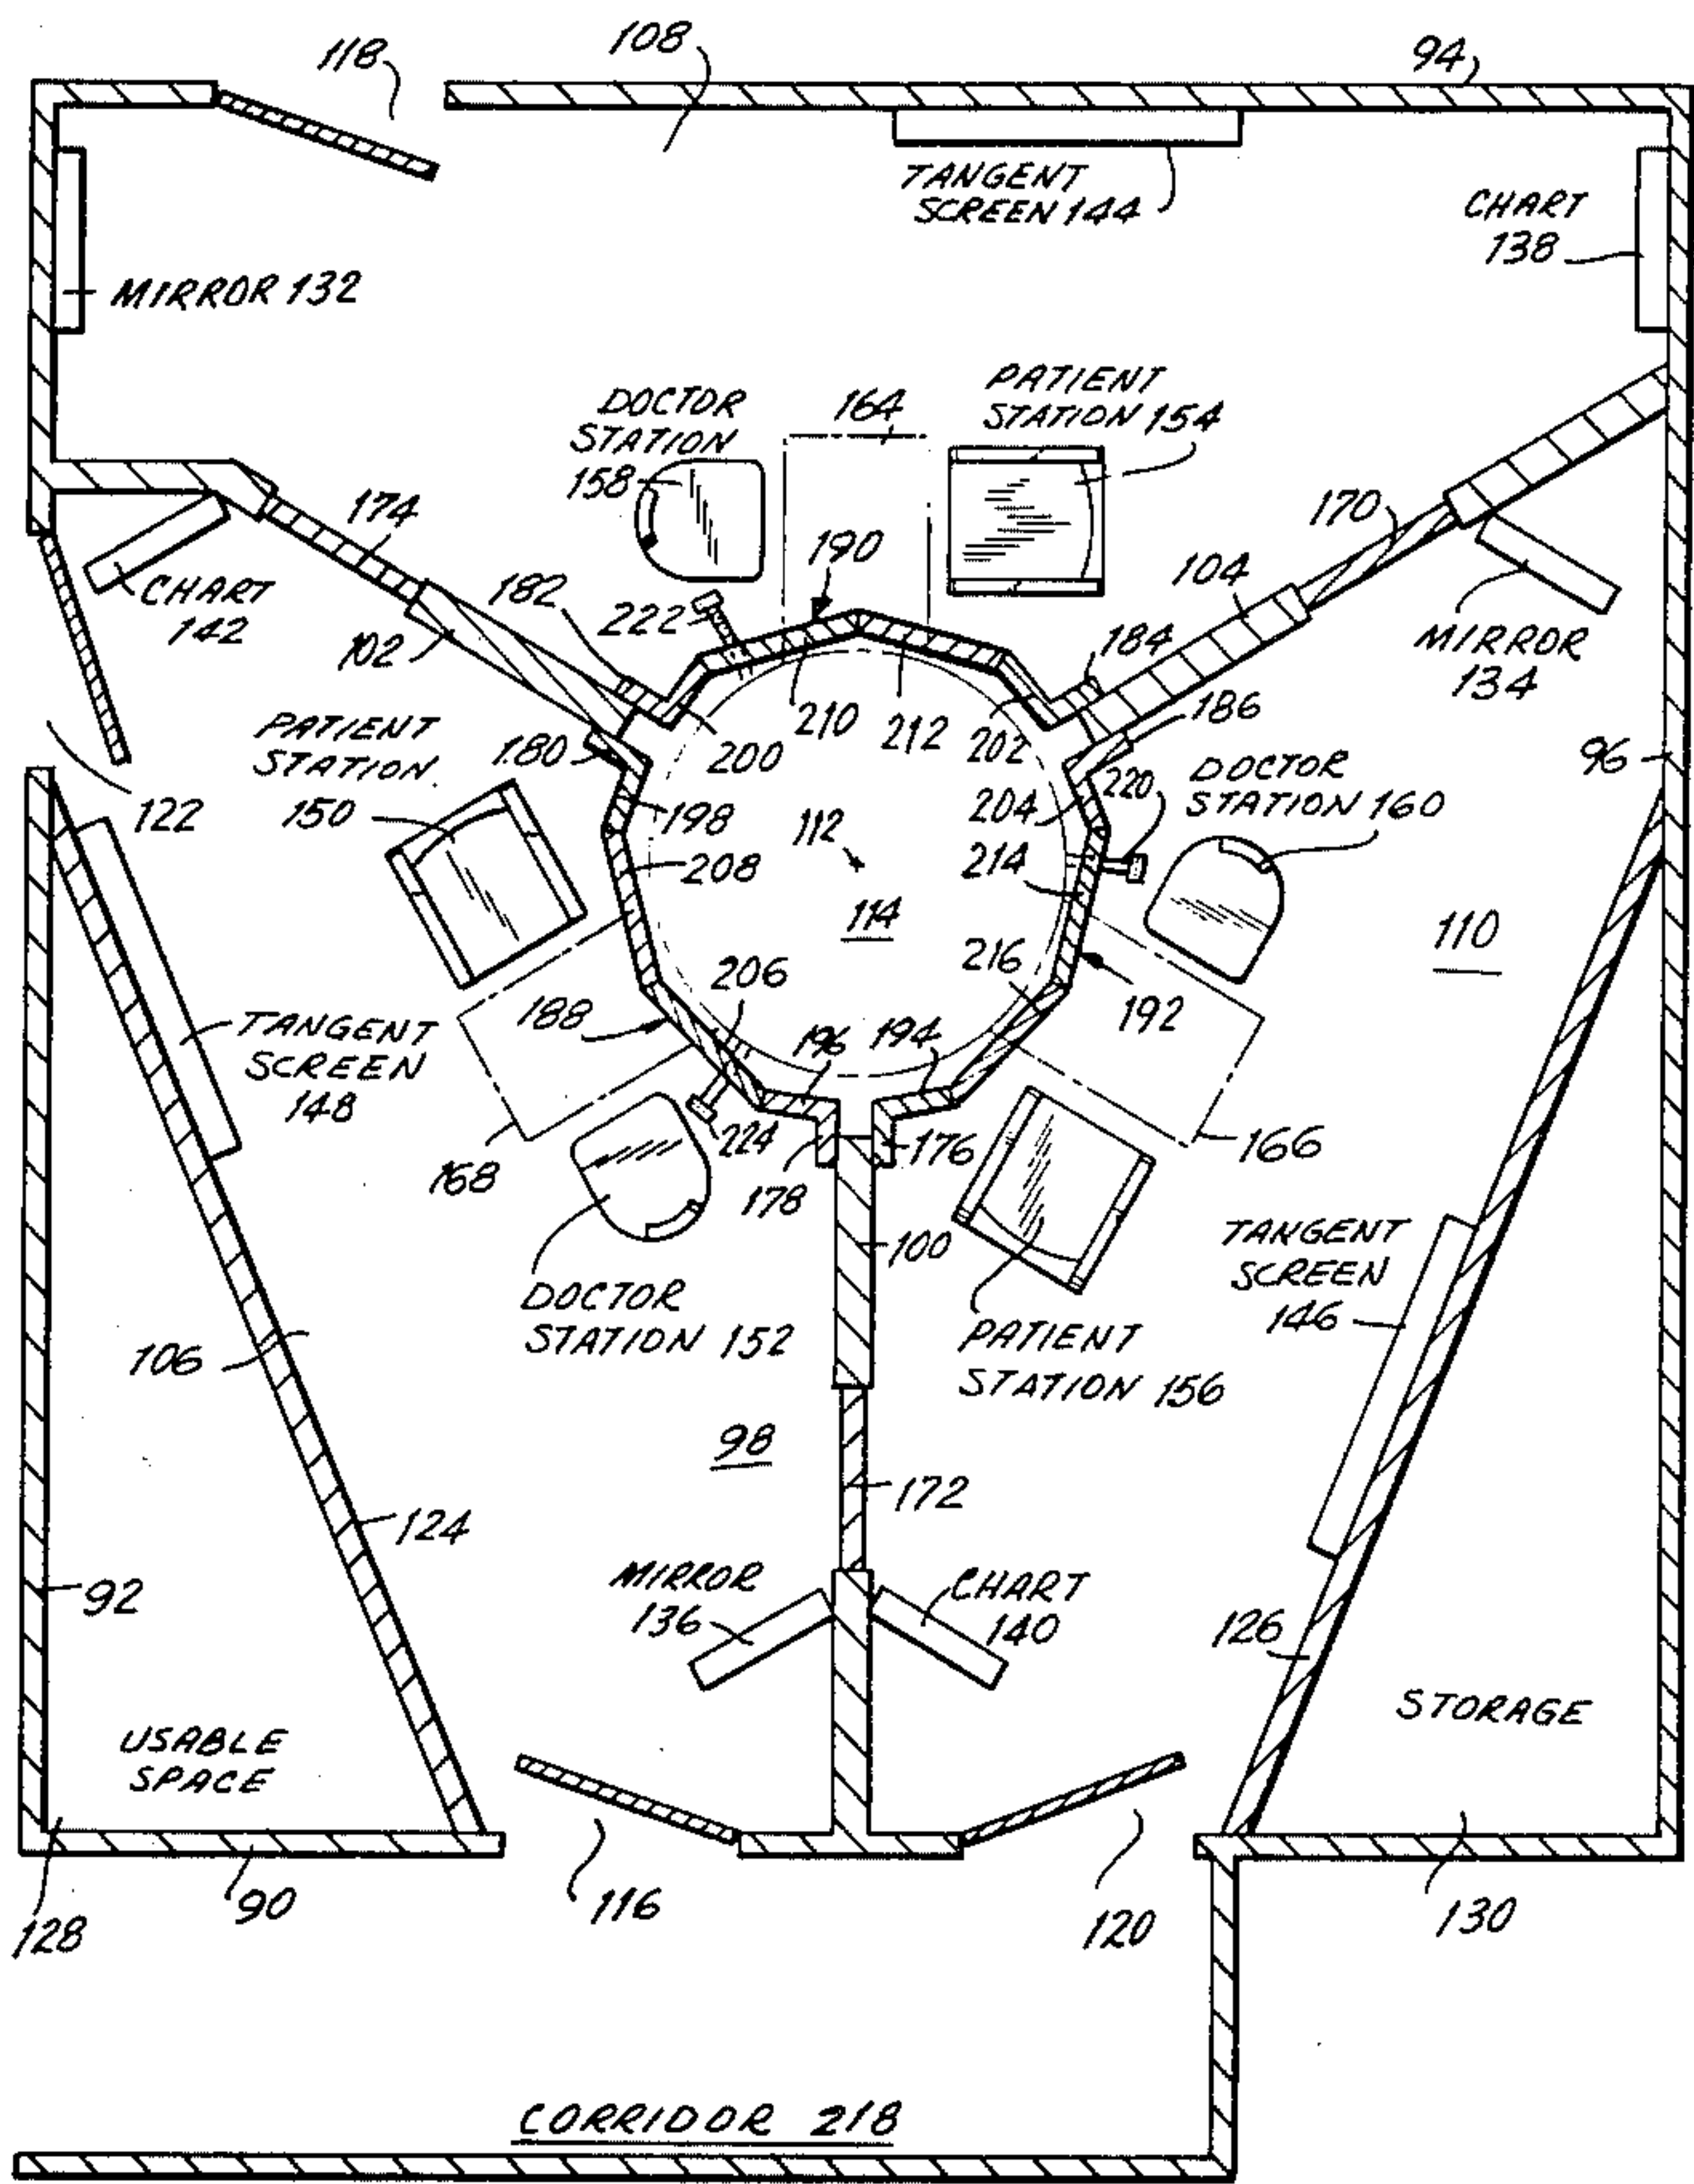 118
108
94
TANGENT
SCREEN 144
CHART
138
MIRROR 132
DOCTOR
STATION
158
164
PATIENT
STATION 154
174
190
170
104
CHART
142
182
222
102
184
MIRROR
134
210
212
202
186
PATIENT
STATION
150
180
200
96
122
198
112
204
220
DOCTOR
STATION 160
208
214
114
110
206
216
188
192
TANGENT
SCREEN
148
196
194
168
224
178
176
166
100
TANGENT
SCREEN
146
DOCTOR
STATION 152
PATIENT
STATION 156
106
98
172
124
92
MIRROR
136
CHART
140
126
STORAGE
USABLE
SPACE
128
90
116
120
130
CORRIDOR 218